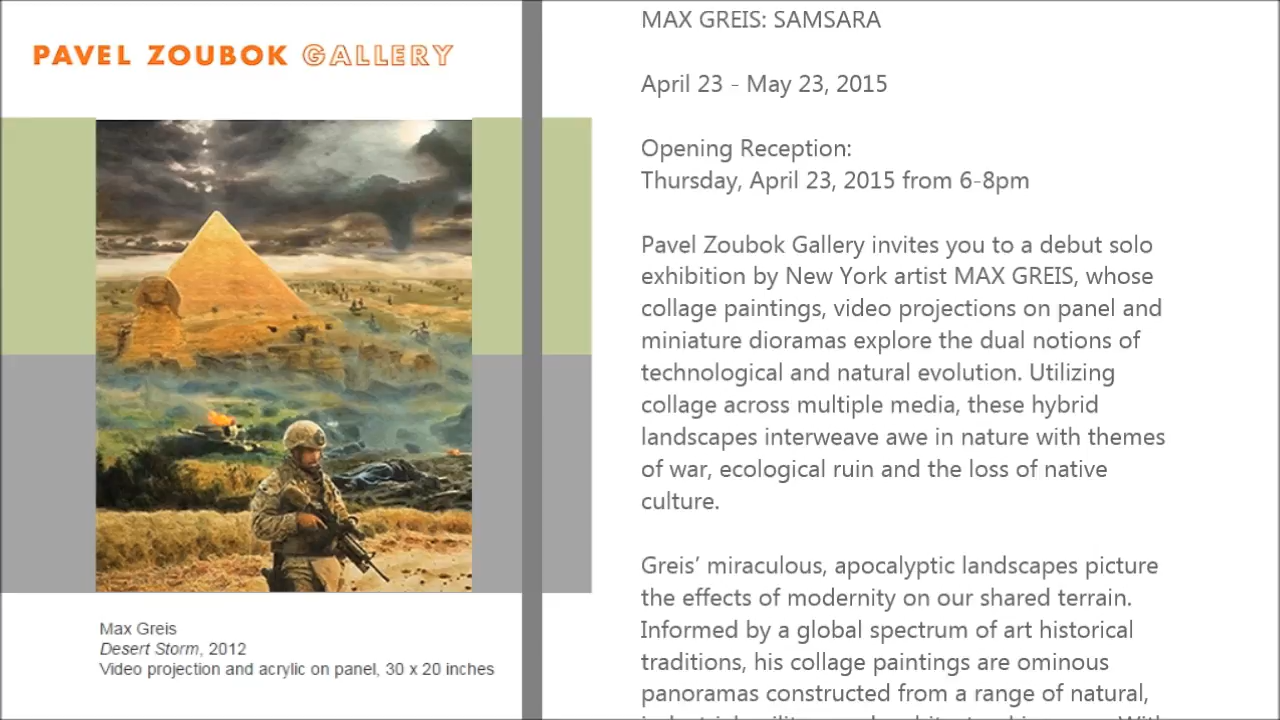 PAVEL ZOUBOK GALLERY
Max Greis
Desert Storm, 2012
Video projection and acrylic on panel, 30 x 20 inches
MAX GREIS: SAMSARA
April 23 - May 23, 2015
Opening Reception:
Thursday, April 23, 2015 from 6-8pm
Pavel Zoubok Gallery invites you to a debut solo
exhibition by New York artist MAX GREIS, whose
collage paintings, video projections on panel and
miniature dioramas explore the dual notions of
technological and natural evolution. Utilizing
collage across multiple media, these hybrid
landscapes interweave awe in nature with themes
of war, ecological ruin and the loss of native
culture.
Greis’ miraculous, apocalyptic landscapes picture
the effects of modernity on our shared terrain.
Informed by a global spectrum of art historical
traditions, his collage paintings are ominous
panoramas constructed from a range of natural,